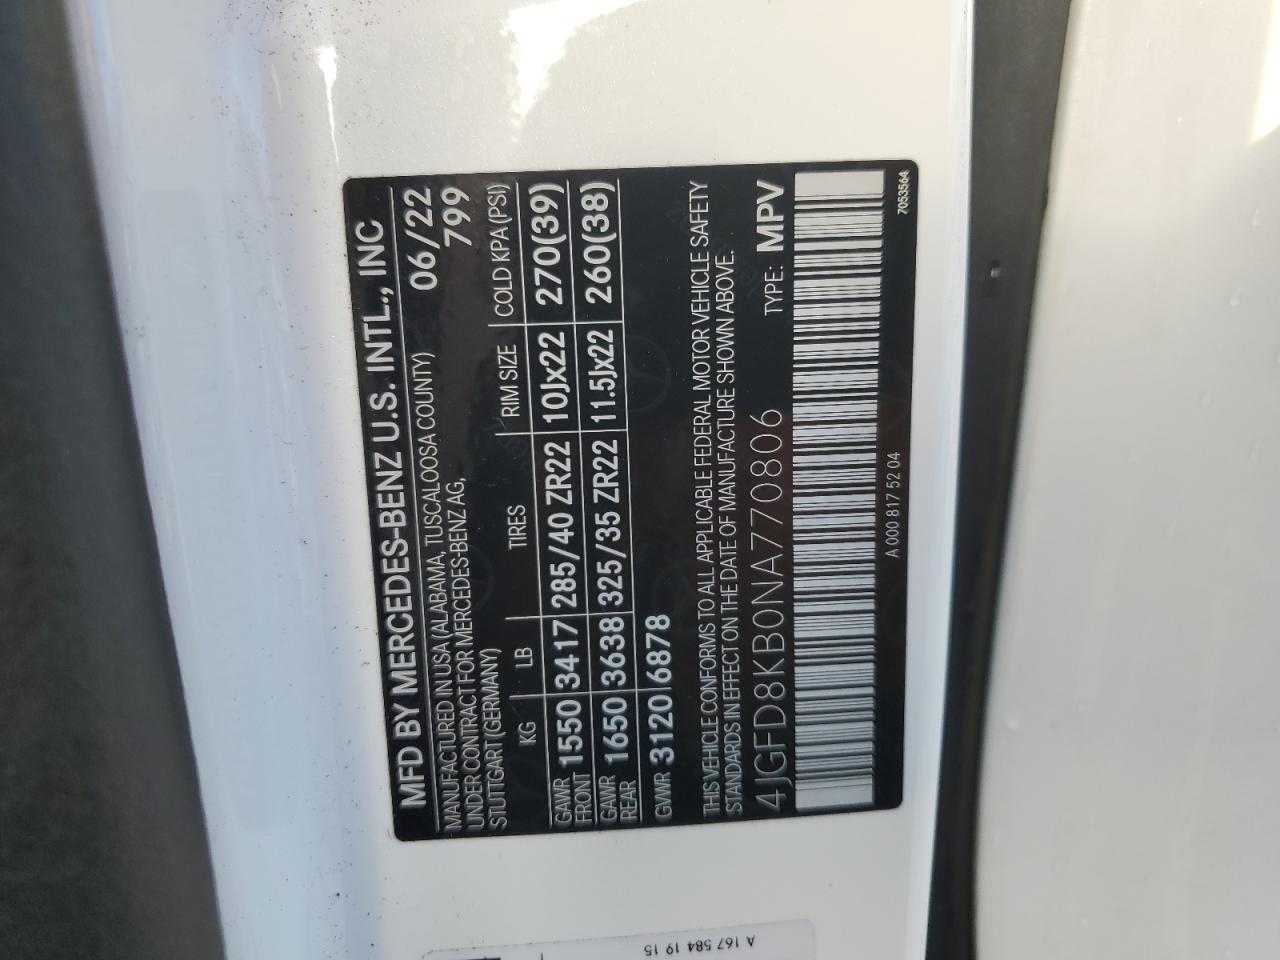 MFD BY MERCEDES-BENZ U.S. INTL., INC
MANUFACTURED IN USA (ALABAMA, TUSCALOOSA COUNTY) 06/22
UNDER CONTRACT FOR MERCEDES-BENZ AG, 799
STUTTGART (GERMANY)
KG LB TIRES RIM SIZE COLD KPA (PSI)
GAWR FRONT 1550 3417 285/40 ZR22 10Jx22 270(39)
GAWR REAR 1650 3638 325/35 ZR22 11.5Jx22 260(38)
GVWR 3120 6878
THIS VEHICLE CONFORMS TO ALL APPLICABLE FEDERAL MOTOR VEHICLE SAFETY
STANDARDS IN EFFECT ON THE DATE OF MANUFACTURE SHOWN ABOVE.
4JGFD8KB0NA770806 TYPE: MPV
A 000 817 52 04 7053564
A 167 584 19 15